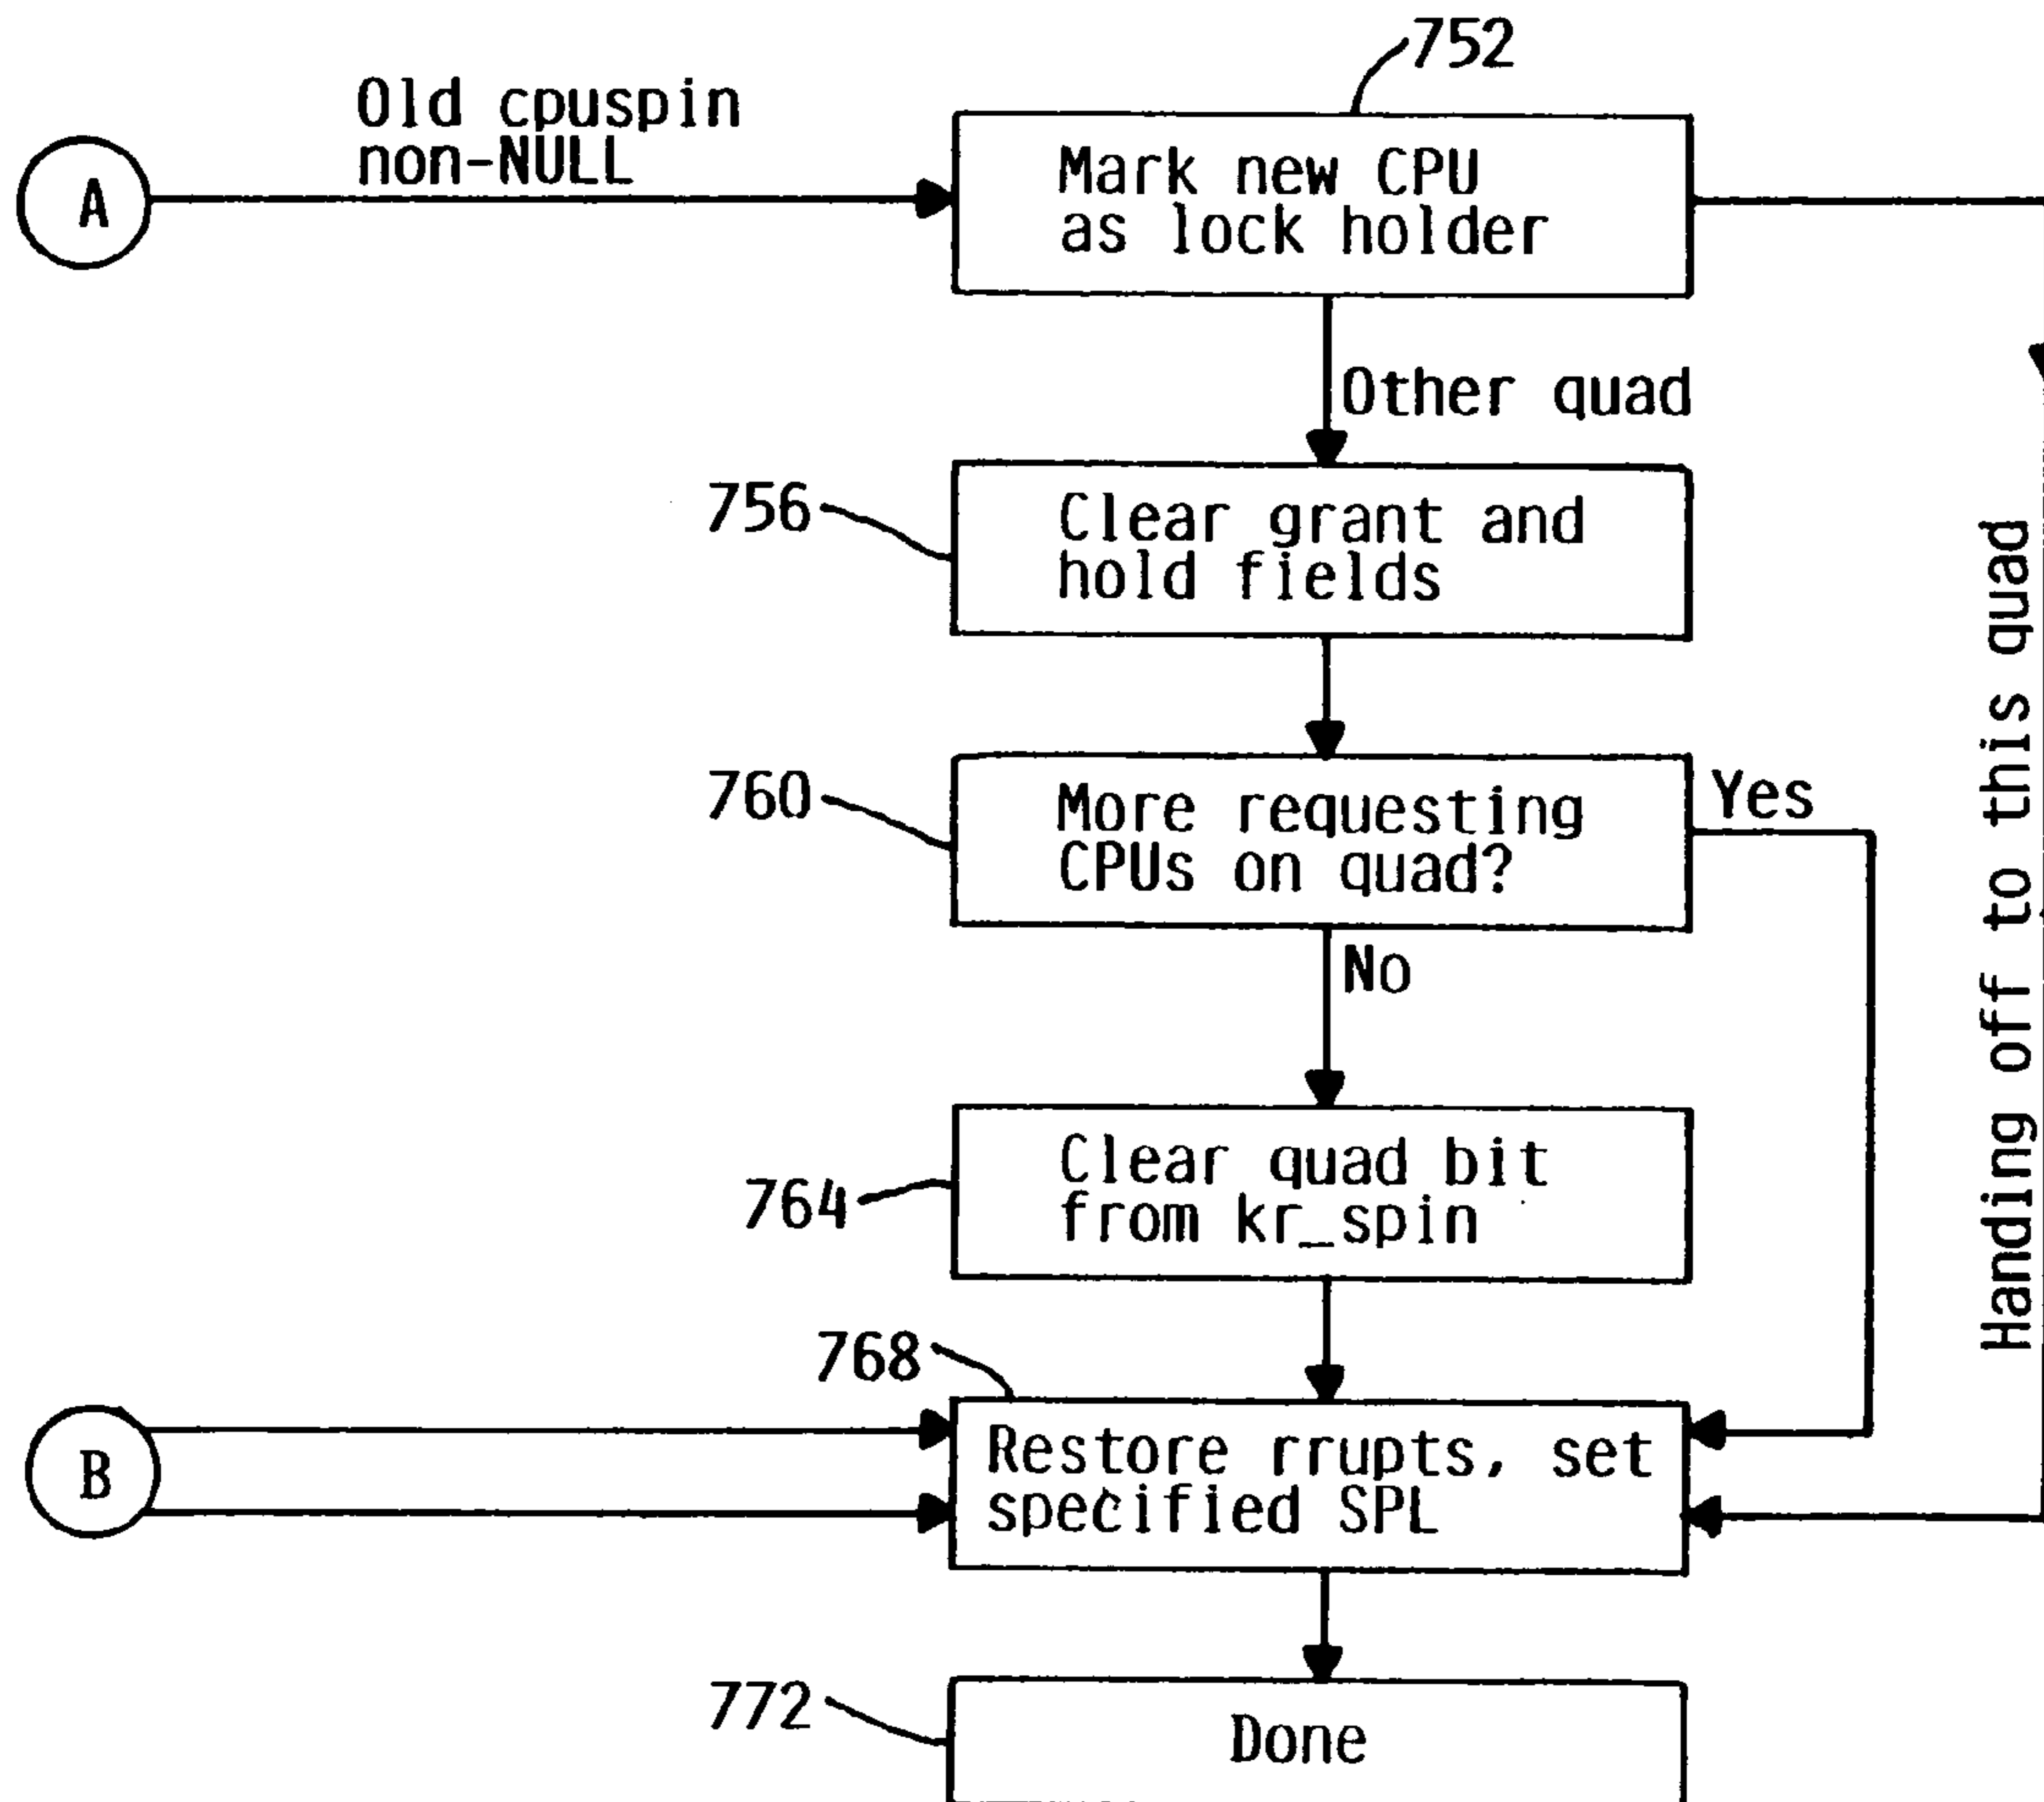 752
Old cpuspin
non-NULL
A
Mark new CPU
as lock holder
Other quad
756
Clear grant and
hold fields
760
More requesting
CPUs on quad?
Yes
No
Handing off to this quad
764
Clear quad bit
from kr_spin
768
B
Restore rrupts, set
specified SPL
772
Done